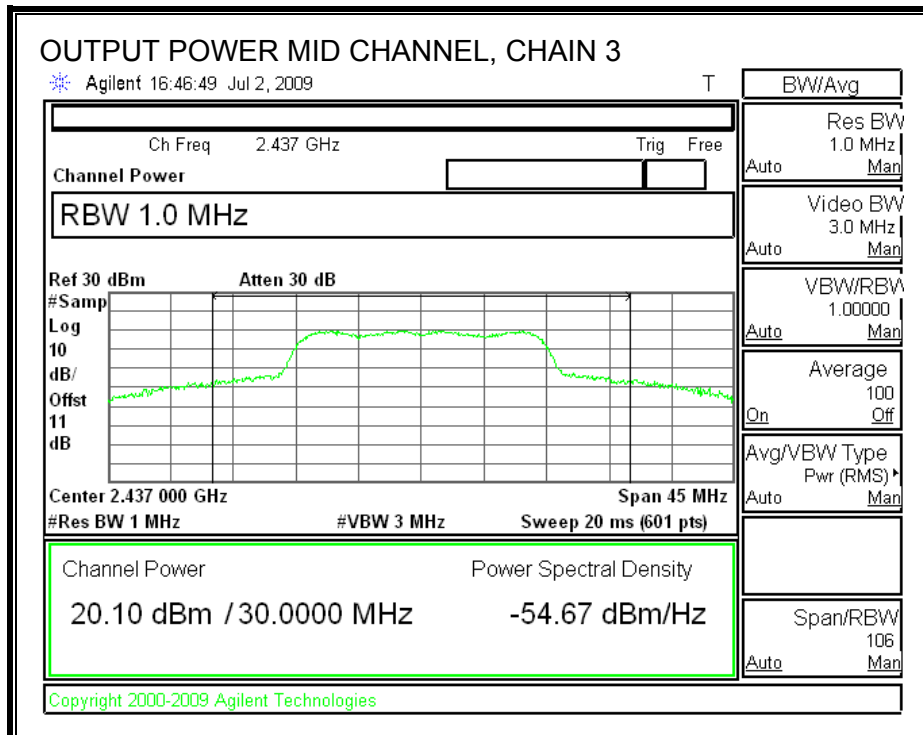 OUTPUT POWER MID CHANNEL, CHAIN 3
Agilent 16:46:49 Jul 2, 2009 T
Ch Freq 2.437 GHz Trig Free
Channel Power
RBW 1.0 MHz
Ref 30 dBm Atten 30 dB
#Samp
Log
10
dB/
Offst
11
dB
Center 2.437 000 GHz Span 45 MHz
#Res BW 1 MHz #VBW 3 MHz Sweep 20 ms (601 pts)
Channel Power Power Spectral Density
20.10 dBm / 30.0000 MHz -54.67 dBm/Hz
Copyright 2000-2009 Agilent Technologies
BW/Avg
Res BW
1.0 MHz
Auto Man
Video BW
3.0 MHz
Auto Man
VBW/RBW
1.00000
Auto Man
Average
100
On Off
Avg/VBW Type
Pwr (RMS)
Auto Man
Span/RBW
106
Auto Man